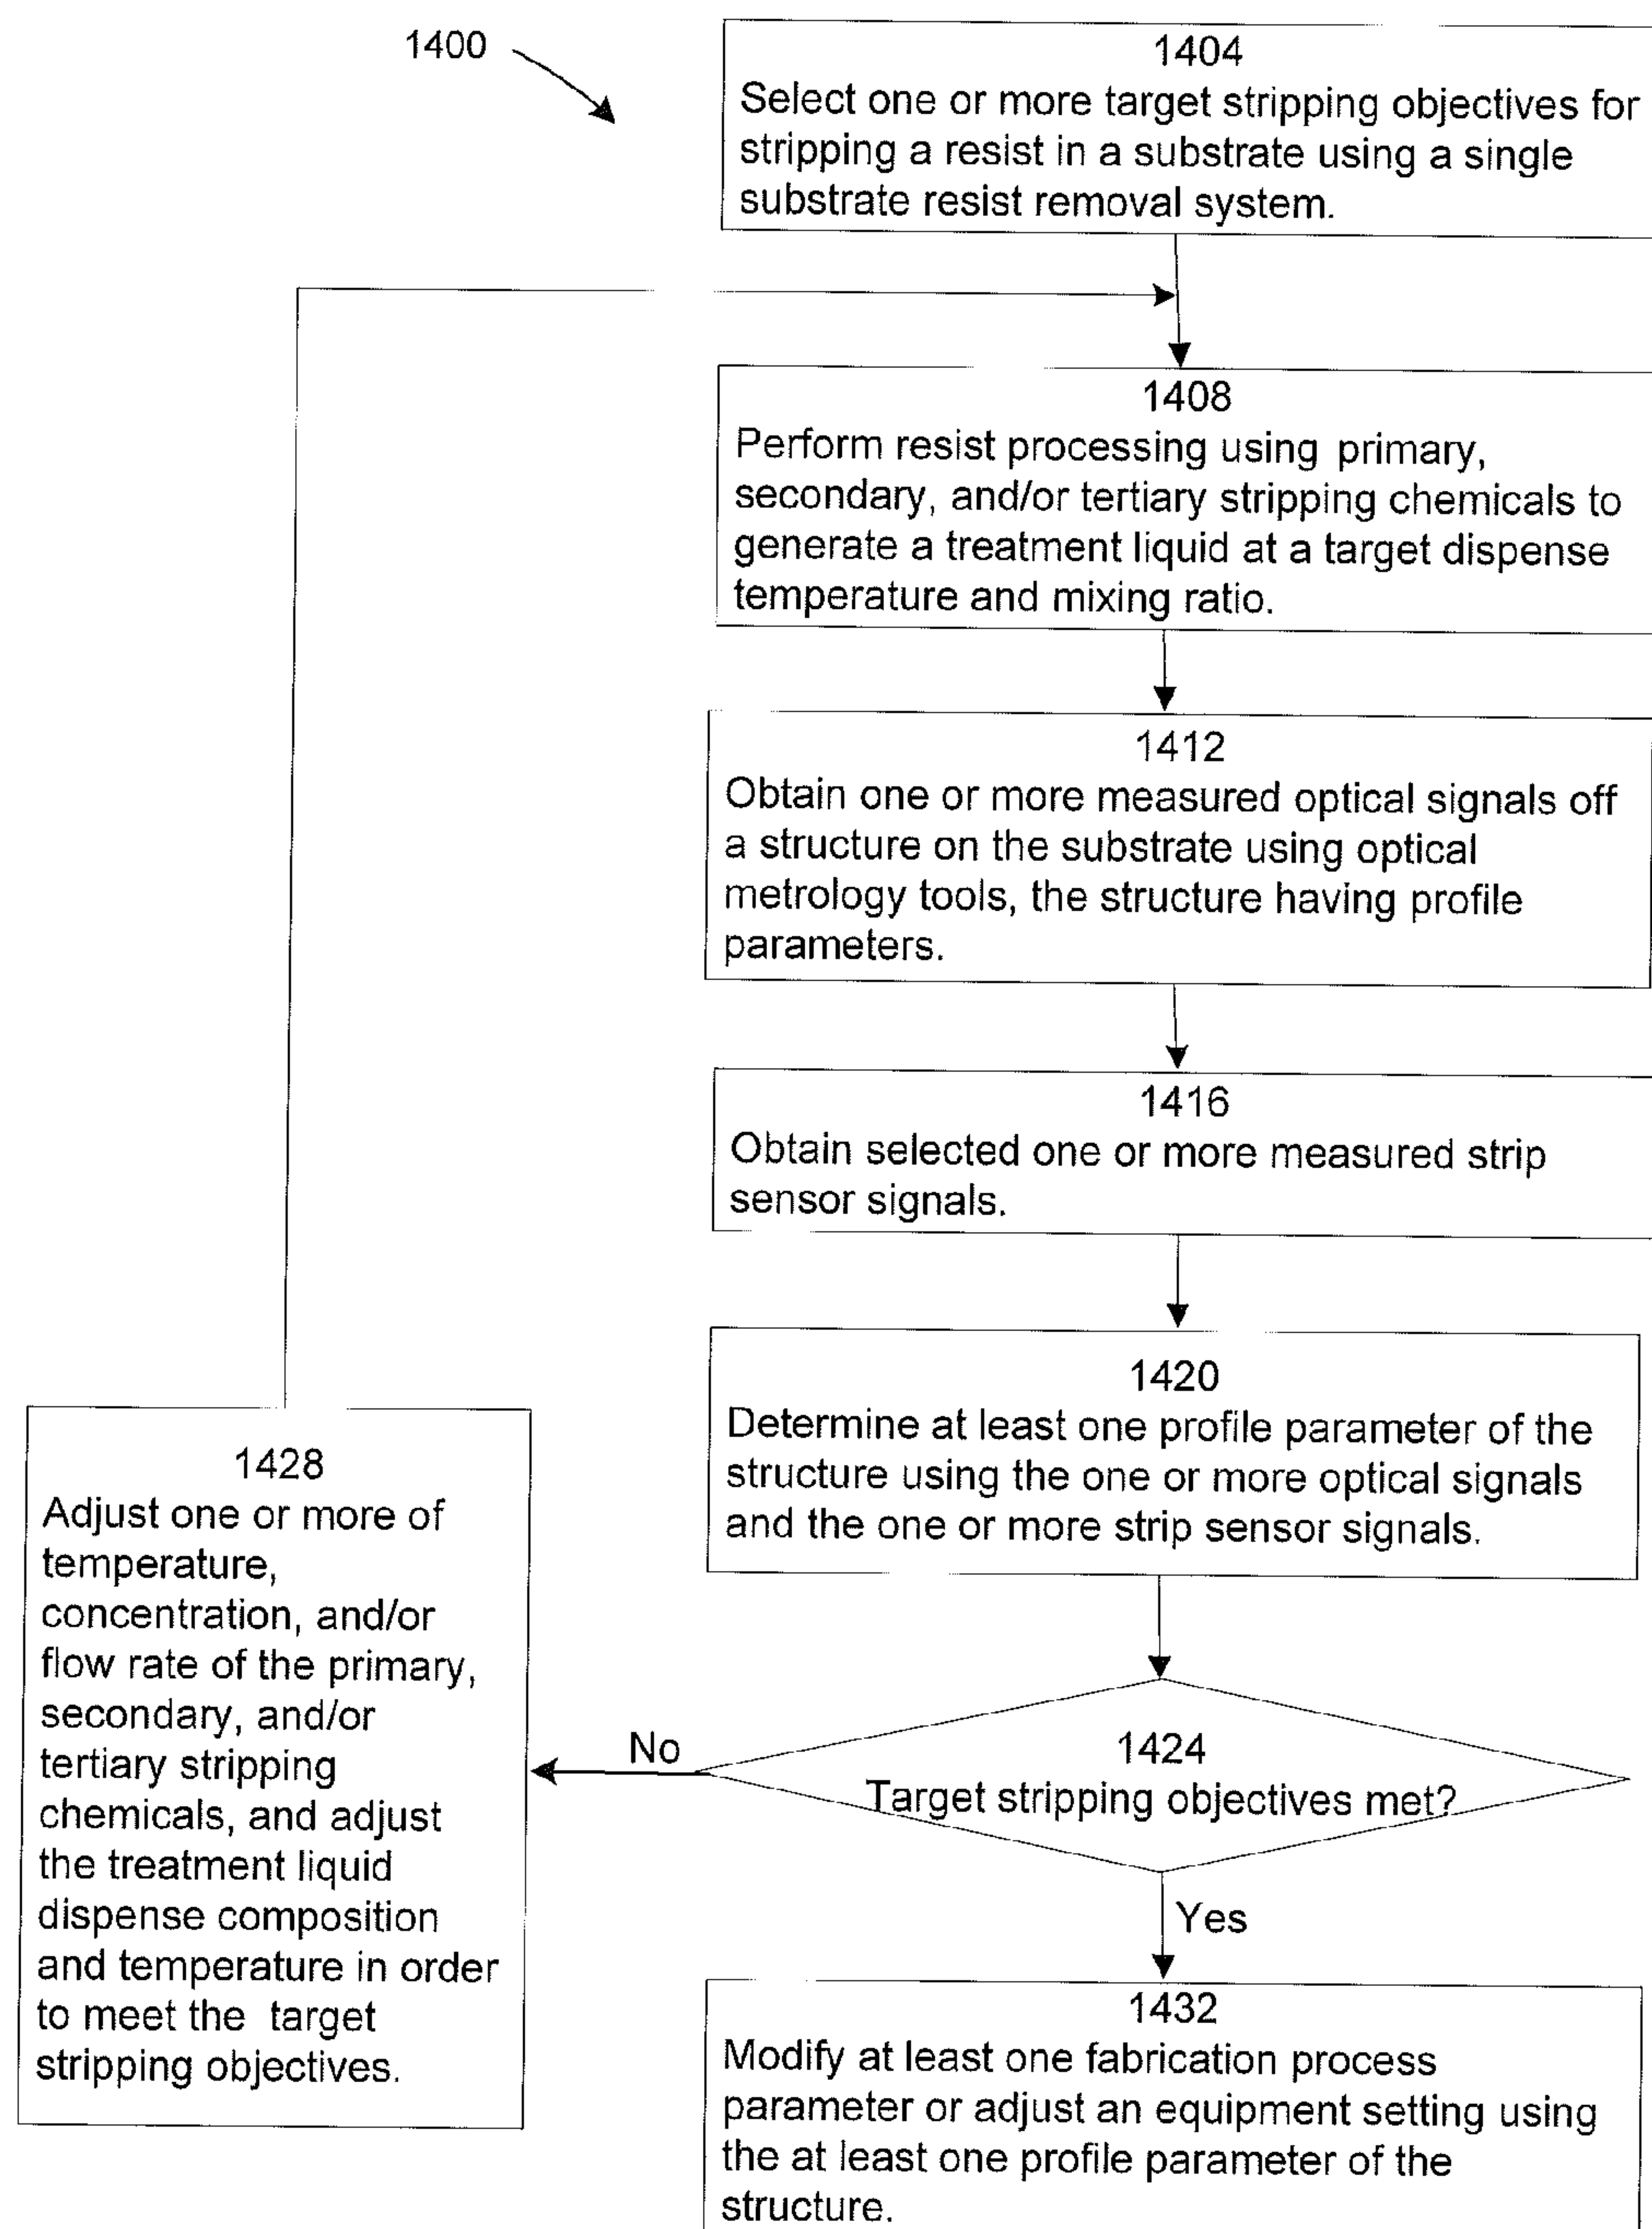 1400
1404
Select one or more target stripping objectives for
stripping a resist in a substrate using a single
substrate resist removal system.
1408
Perform resist processing using primary,
secondary, and/or tertiary stripping chemicals to
generate a treatment liquid at a target dispense
temperature and mixing ratio.
1412
Obtain one or more measured optical signals off
a structure on the substrate using optical
metrology tools, the structure having profile
parameters.
1416
Obtain selected one or more measured strip
sensor signals.
1420
Determine at least one profile parameter of the
structure using the one or more optical signals
and the one or more strip sensor signals.
1424
Target stripping objectives met?
No
Yes
1428
Adjust one or more of
temperature,
concentration, and/or
flow rate of the primary,
secondary, and/or
tertiary stripping
chemicals, and adjust
the treatment liquid
dispense composition
and temperature in order
to meet the target
stripping objectives.
1432
Modify at least one fabrication process
parameter or adjust an equipment setting using
the at least one profile parameter of the
structure.